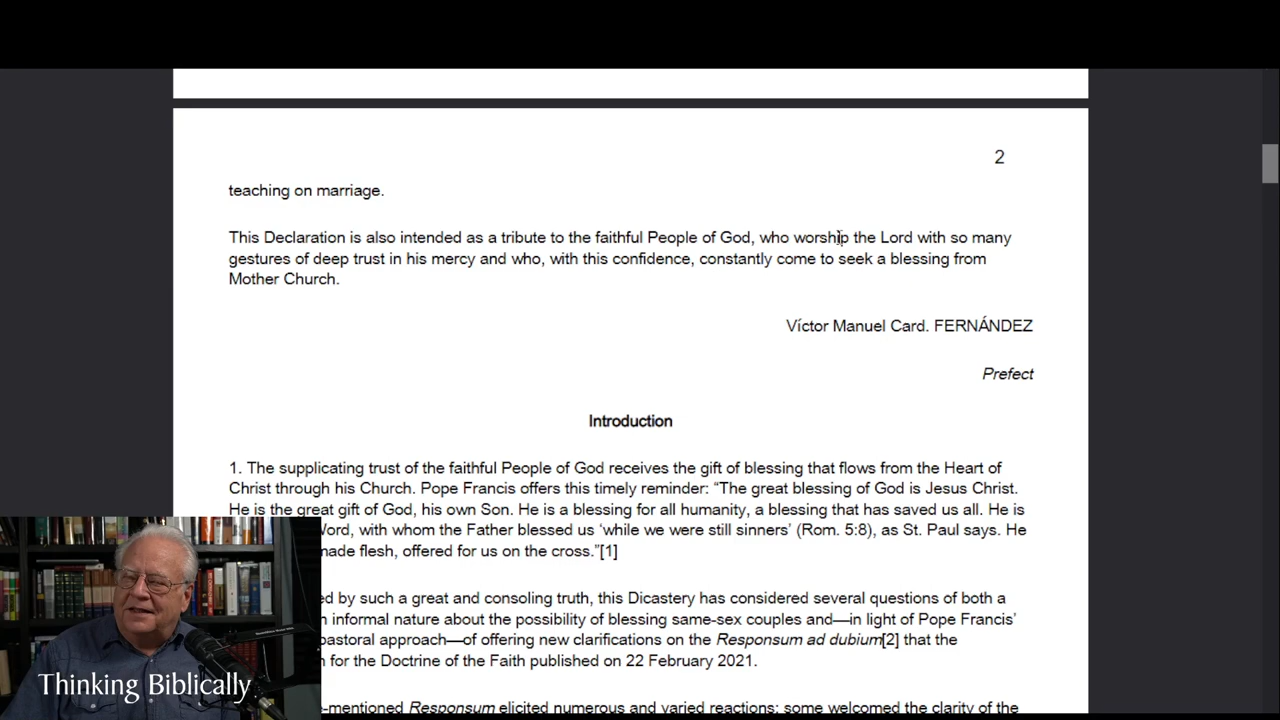 2
teaching on marriage.
This Declaration is also intended as a tribute to the faithful People of God, who worship the Lord with so many
gestures of deep trust in his mercy and who, with this confidence, constantly come to seek a blessing from
Mother Church.
Víctor Manuel Card. FERNÁNDEZ
Prefect
Introduction
1. The supplicating trust of the faithful People of God receives the gift of blessing that flows from the Heart of
Christ through his Church. Pope Francis offers this timely reminder: “The great blessing of God is Jesus Christ.
He is the great gift of God, his own Son. He is a blessing for all humanity, a blessing that has saved us all. He is
Word, with whom the Father blessed us ‘while we were still sinners’ (Rom. 5:8), as St. Paul says. He
made flesh, offered for us on the cross.”[1]
ed by such a great and consoling truth, this Dicastery has considered several questions of both a
n informal nature about the possibility of blessing same-sex couples and—in light of Pope Francis’
pastoral approach—of offering new clarifications on the Responsum ad dubium[2] that the
n for the Doctrine of the Faith published on 22 February 2021.
-mentioned Responsum elicited numerous and varied reactions: some welcomed the clarity of the
Thinking Biblically